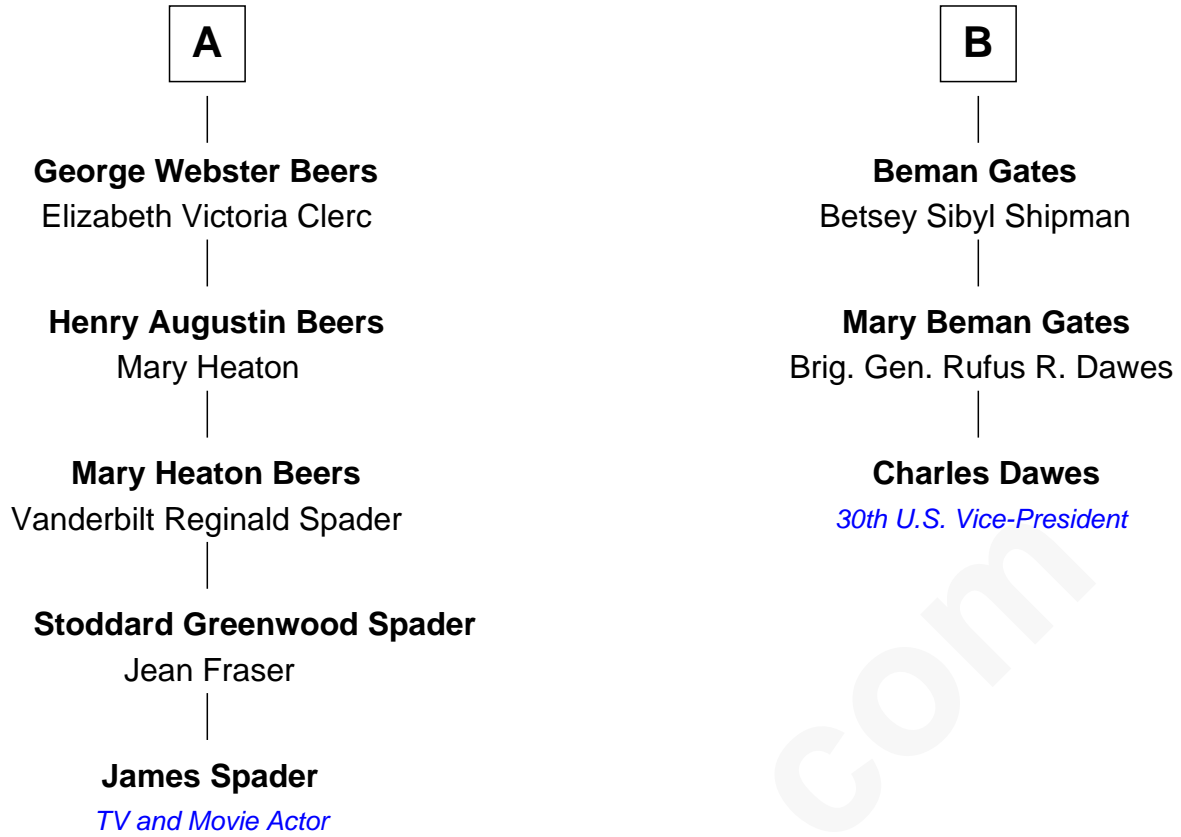 A
George Webster Beers
Elizabeth Victoria Clerc
Henry Augustin Beers
Mary Heaton
Mary Heaton Beers
Vanderbilt Reginald Spader
Stoddard Greenwood Spader
Jean Fraser
James Spader
TV and Movie Actor
B
Beman Gates
Betsey Sibyl Shipman
Mary Beman Gates
Brig. Gen. Rufus R. Dawes
Charles Dawes
30th U.S. Vice-President
com